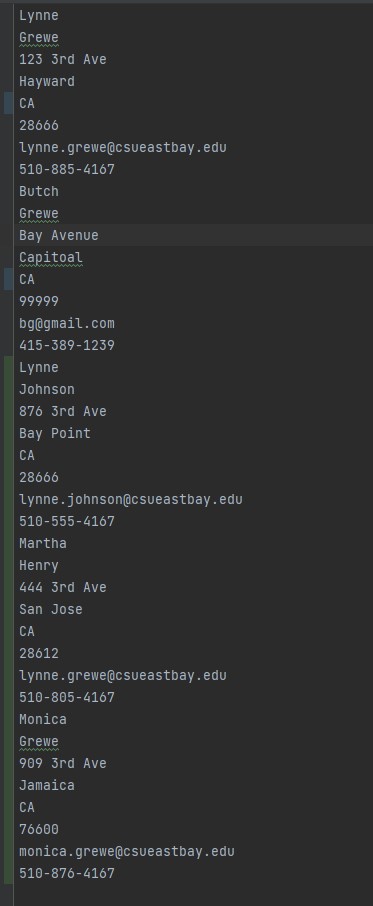 Lynne
Grewe
123 3rd Ave
Hayward
CA
28666
lynne.grewe@csueastbay.edu
510-885-4167
Butch
Grewe
Bay Avenue
Capitoal
CA
99999
bg@gmail.com
415-389-1239
Lynne
Johnson
876 3rd Ave
Bay Point
CA
28666
lynne.johnson@csueastbay.edu
510-555-4167
Martha
Henry
444 3rd Ave
San Jose
CA
28612
lynne.grewe@csueastbay.edu
510-805-4167
Monica
Grewe
909 3rd Ave
Jamaica
CA
76600
monica.grewe@csueastbay.edu
510-876-4167